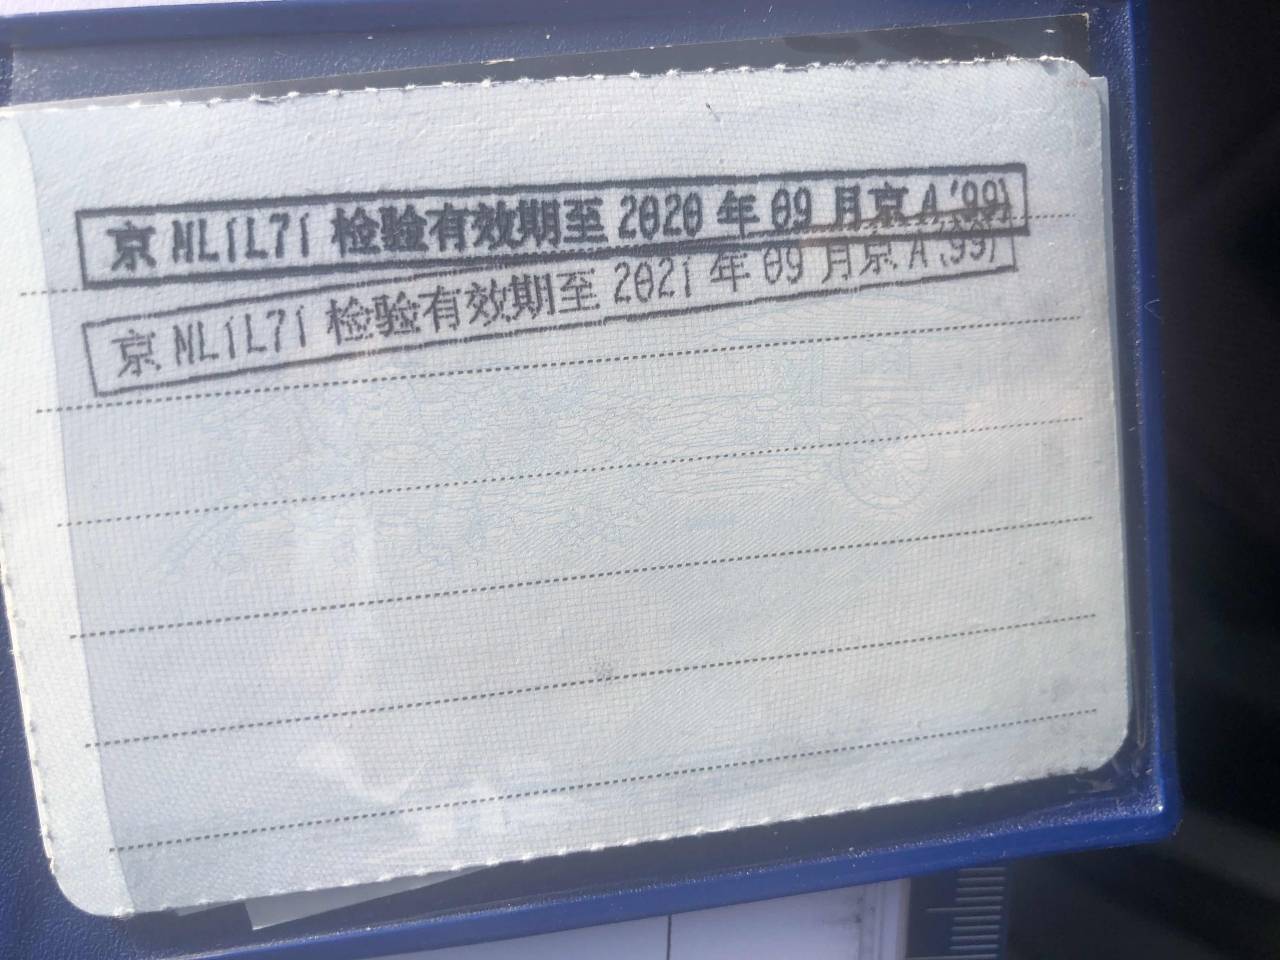 京 NL1L71 检验有效期至 2020 年 09 月京 A (99)
京 NL1L71 检验有效期至 2021 年 09 月京 A (99)